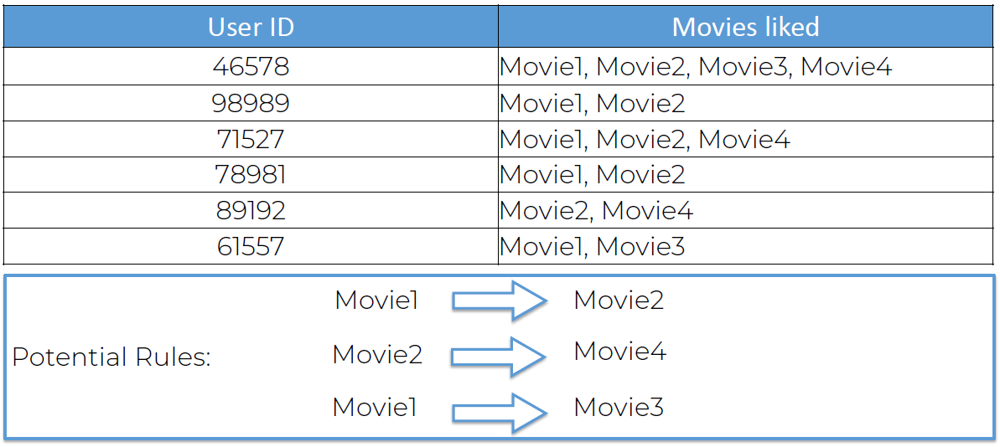 User ID Movies liked
46578 Movie1, Movie2, Movie3, Movie4
98989 Movie1, Movie2
71527 Movie1, Movie2, Movie4
78981 Movie1, Movie2
89192 Movie2, Movie4
61557 Movie1, Movie3
Movie1 Movie2
Potential Rules: Movie2 Movie4
Movie1 Movie3